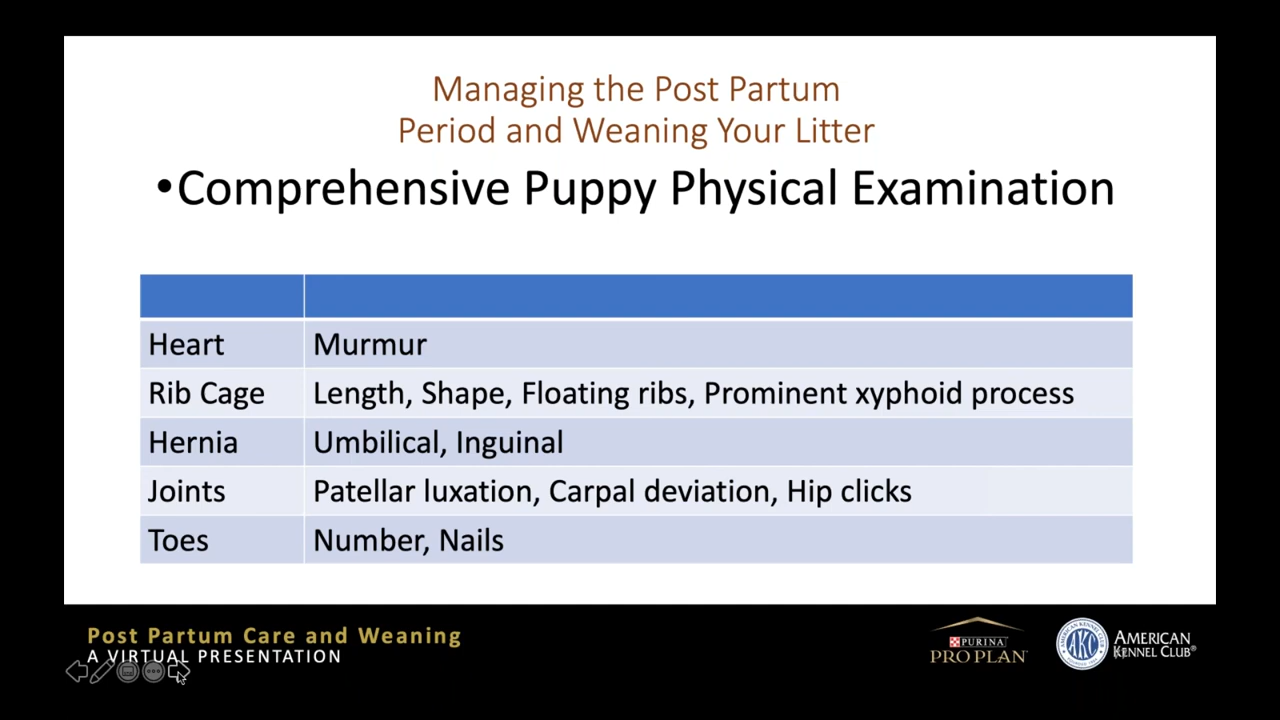 Managing the Post Partum
Period and Weaning Your Litter
•Comprehensive Puppy Physical Examination
Heart Murmur
Rib Cage Length, Shape, Floating ribs, Prominent xyphoid process
Hernia Umbilical, Inguinal
Joints Patellar luxation, Carpal deviation, Hip clicks
Toes Number, Nails
Post Partum Care and Weaning
A VIRTUAL PRESENTATION
PURINA
PRO PLAN
AKC
AMERICAN
KENNEL CLUB®